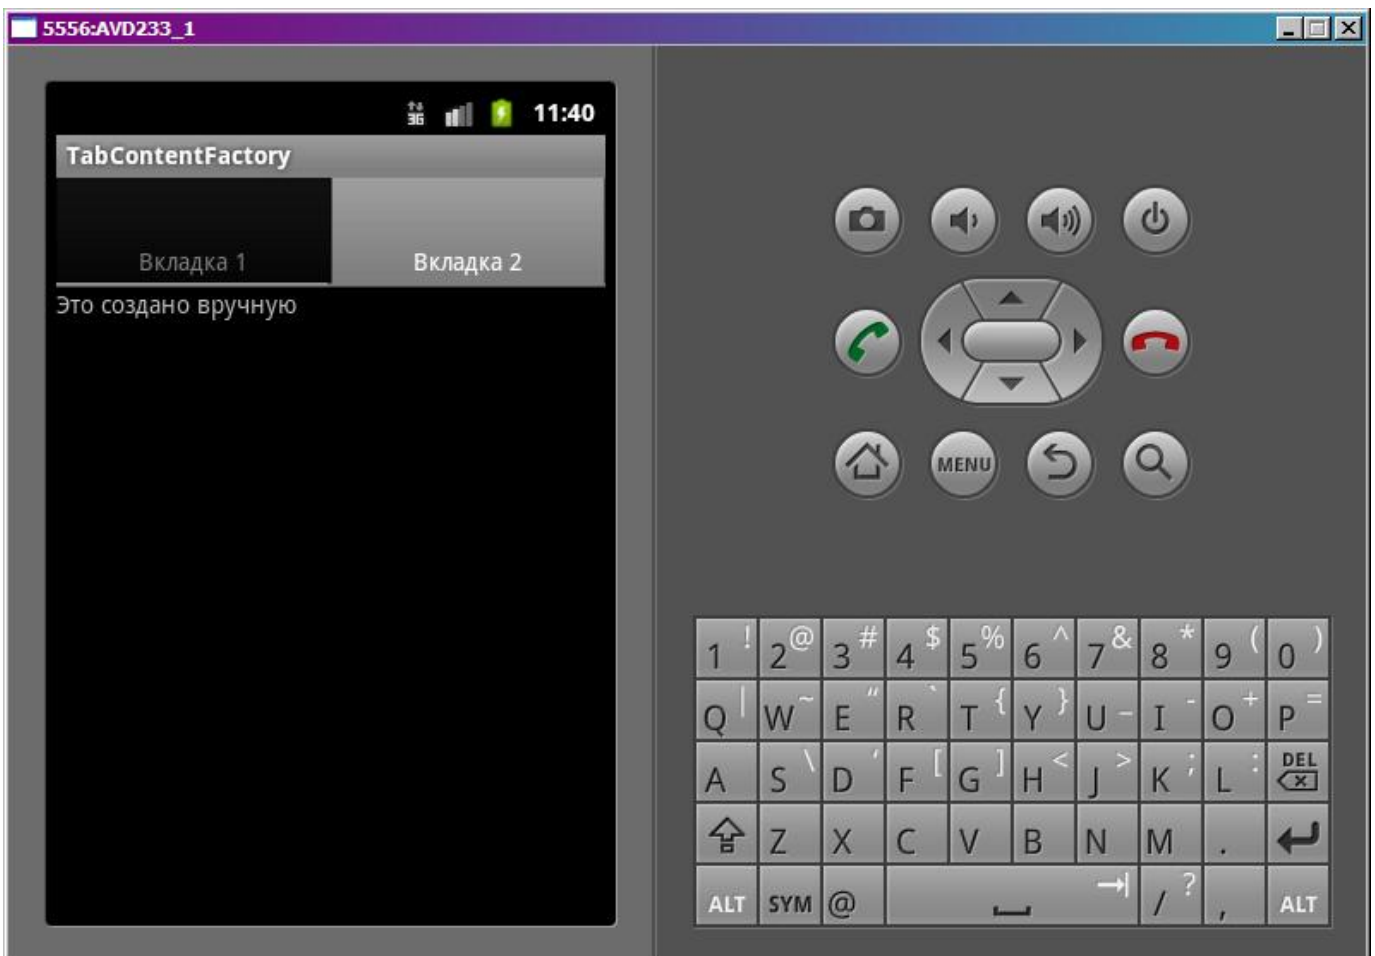 5556:AVD233_1
3G 11:40
TabContentFactory
Вкладка 1 Вкладка 2
Это создано вручную
MENU
1 ! 2 @ 3 # 4 $ 5 % 6 ^ 7 & 8 * 9 ( 0 )
Q | W ~ E “ R ` T { Y } U _ I - O + P =
A S \ D ‘ F [ G ] H < J > K ; L : DEL
Z X C V B N M .
ALT SYM @ / ? , ALT